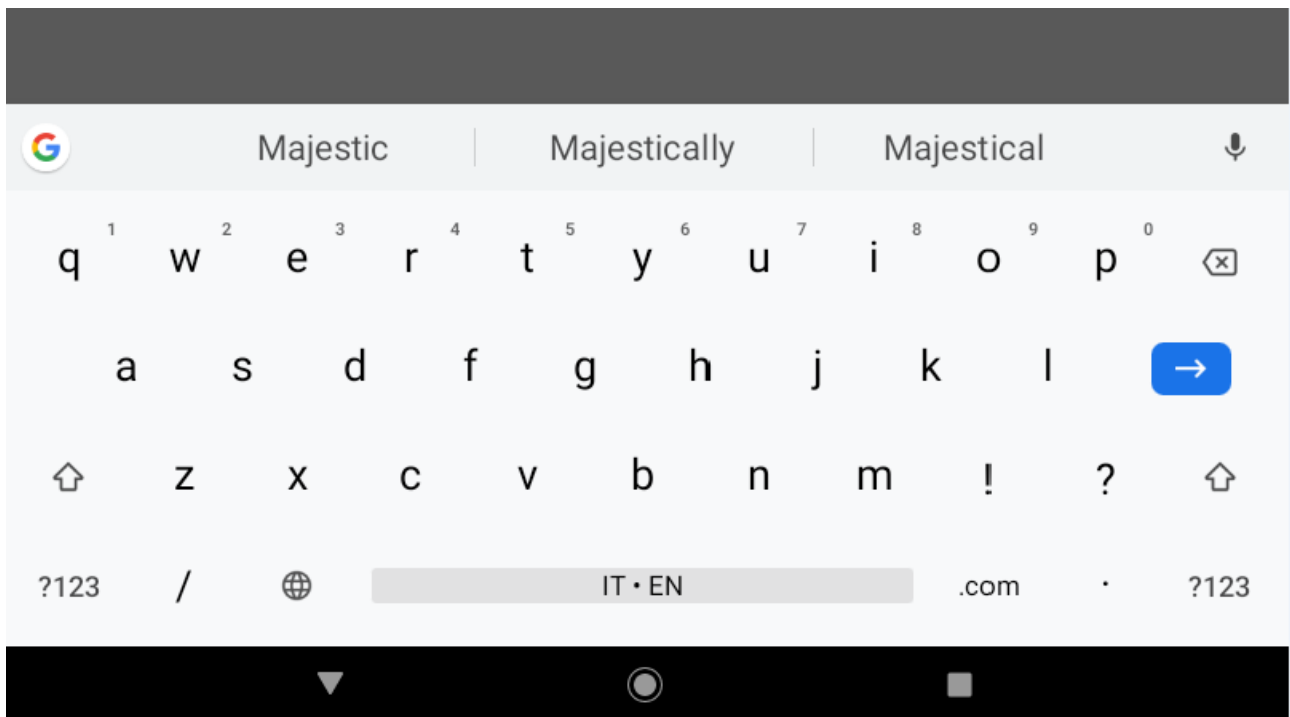 G Majestic Majestically Majestical
1 2 3 4 5 6 7 8 9 0
q w e r t y u i o p
a s d f g h j k l
z x c v b n m ! ?
?123 / IT • EN .com . ?123